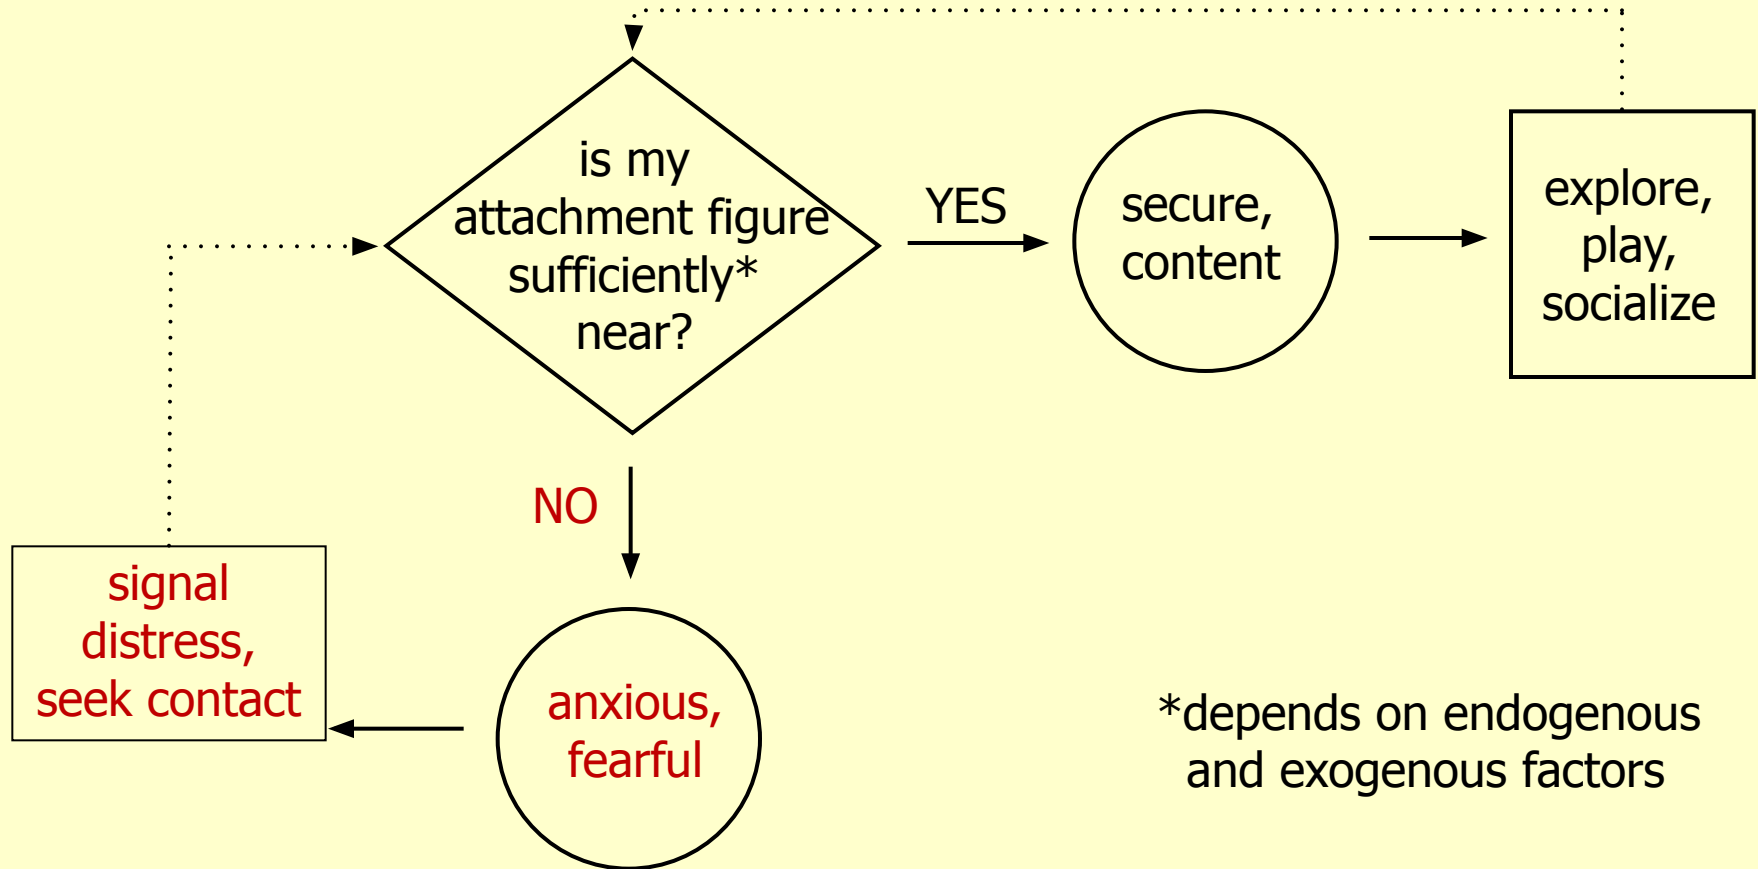 is my
attachment figure
sufficiently*
near?
YES
secure,
content
explore,
play,
socialize
NO
signal
distress,
seek contact
anxious,
fearful
*depends on endogenous
and exogenous factors